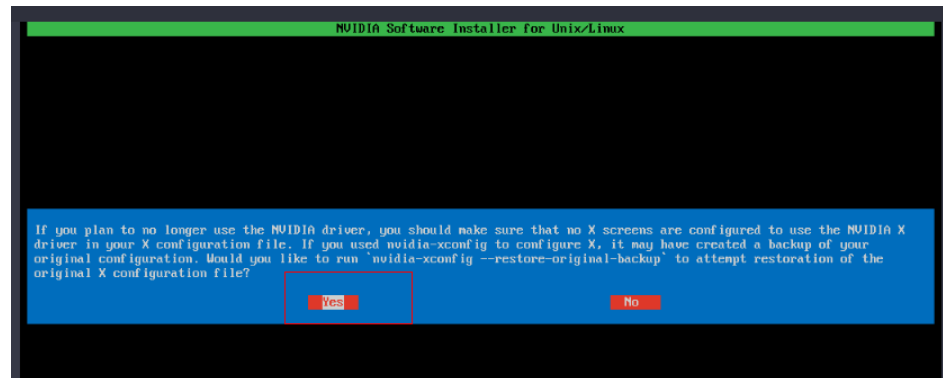 NVIDIA Software Installer for Unix/Linux
If you plan to no longer use the NVIDIA driver, you should make sure that no X screens are configured to use the NVIDIA X
driver in your X configuration file. If you used nvidia-xconfig to configure X, it may have created a backup of your
original configuration. Would you like to run `nvidia-xconfig --restore-original-backup` to attempt restoration of the
original X configuration file?
Yes No